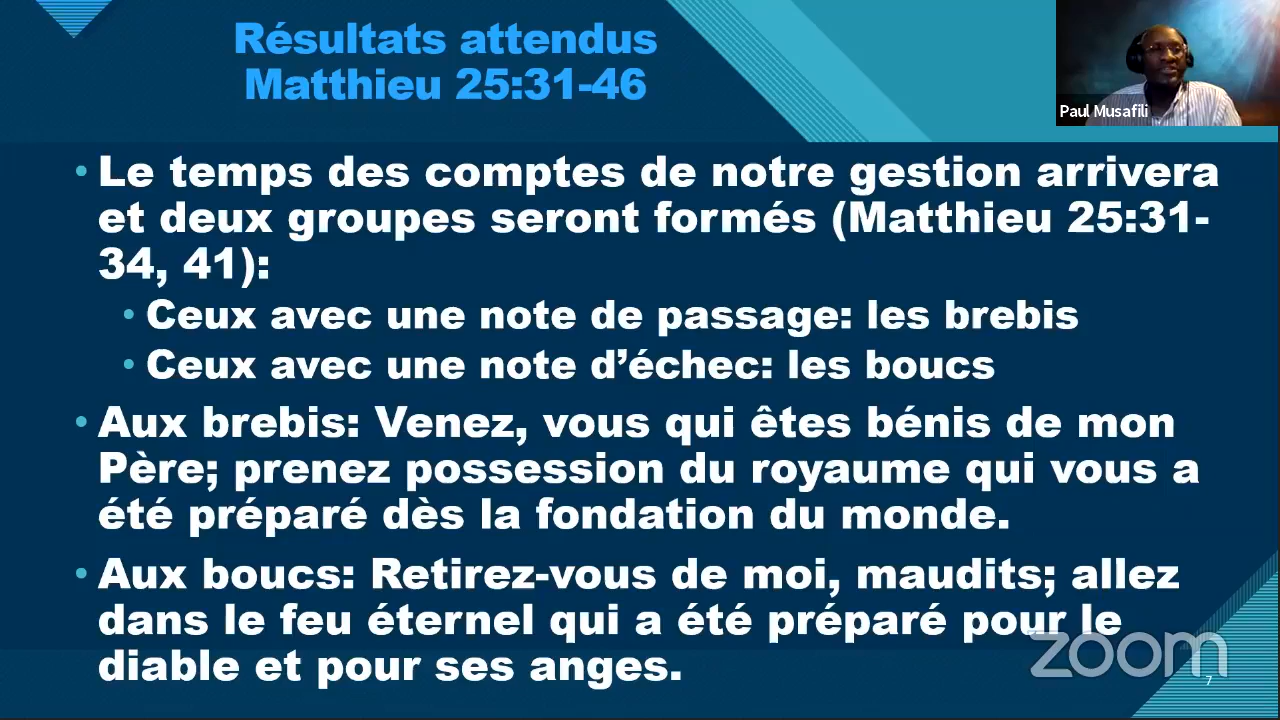 Résultats attendus
Matthieu 25:31-46
Paul Musafili
• Le temps des comptes de notre gestion arrivera
et deux groupes seront formés (Matthieu 25:31-
34, 41):
• Ceux avec une note de passage: les brebis
• Ceux avec une note d’échec: les boucs
• Aux brebis: Venez, vous qui êtes bénis de mon
Père; prenez possession du royaume qui vous a
été préparé dès la fondation du monde.
• Aux boucs: Retirez-vous de moi, maudits; allez
dans le feu éternel qui a été préparé pour le
diable et pour ses anges.
zoom
7